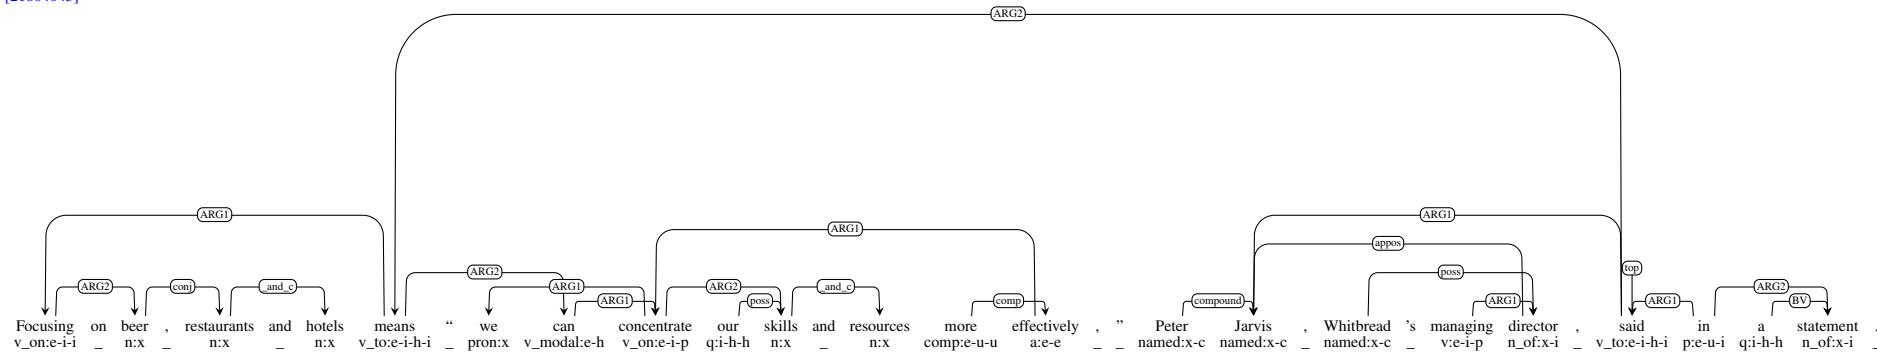 ARG2
ARG1
ARG1
ARG1
appos
ARG2
poss
top
ARG2
conj
_and_c
ARG1
ARG2
_and_c
ARG2
ARG1
poss
comp
compound
ARG1
ARG1
BV
Focusing on beer , restaurants and hotels means “ we can concentrate our skills and resources more effectively , ” Peter Jarvis , Whitbread ’s managing director , said in a statement .
v_on:e-i-i _ n:x _ n:x _ n:x v_to:e-i-h-i _ pron:x v_modal:e-h v_on:e-i-p q:i-h-h n:x _ n:x comp:e-u-u a:e-e _ _ named:x-c named:x-c _ named:x-c _ v:e-i-p n_of:x-i _ v_to:e-i-h-i p:e-u-i q:i-h-h n_of:x-i _